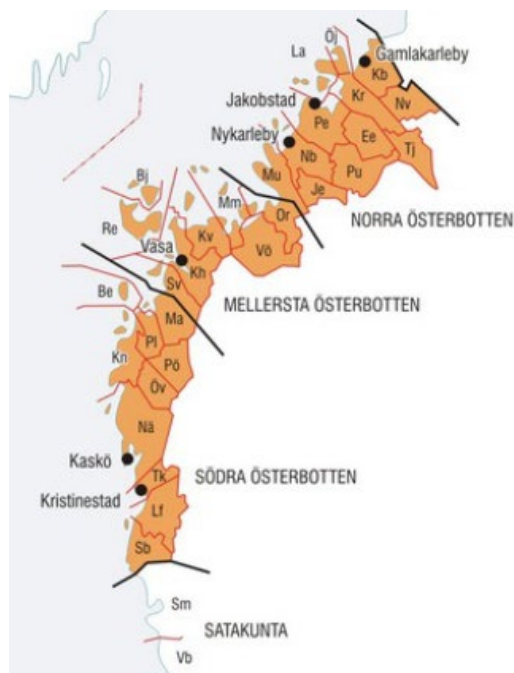 Öj
Gamlakarleby
La
Kb
Jakobstad
Kr
Nv
Pe
Nykarleby
Ee
Tj
Nb
Pu
Mu
Je
Bj
Mm
Or
NORRA ÖSTERBOTTEN
Re
Kv
Vasa
Vö
Kh
Sv
Be
MELLERSTA ÖSTERBOTTEN
Ma
Pl
Kn
Pö
Öv
Nä
Kaskö
Tk
SÖDRA ÖSTERBOTTEN
Kristinestad
Lf
Sb
Sm
SATAKUNTA
Vb